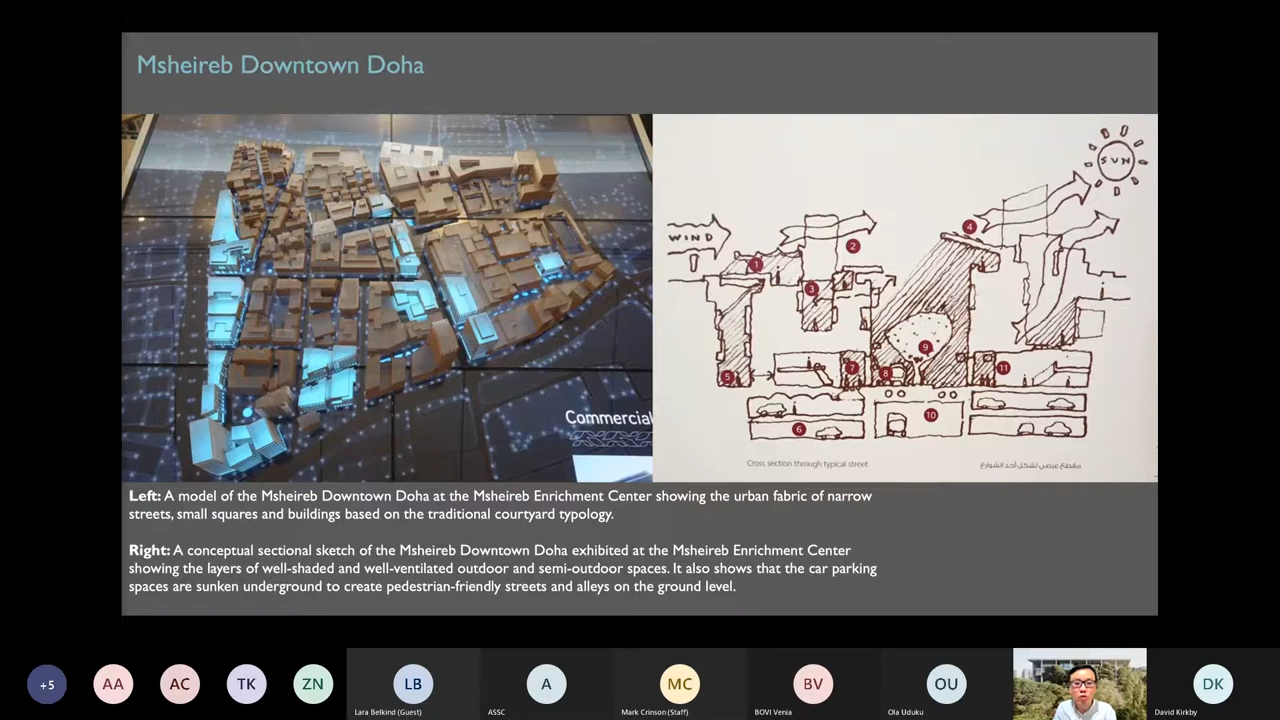 Msheireb Downtown Doha
Commercial
WIND
SUN
1
2
3
4
5
6
7
8
9
10
11
Cross section through typical street
مقطع عرضي لشكل أحد الشوارع
Left: A model of the Msheireb Downtown Doha at the Msheireb Enrichment Center showing the urban fabric of narrow
streets, small squares and buildings based on the traditional courtyard typology.
Right: A conceptual sectional sketch of the Msheireb Downtown Doha exhibited at the Msheireb Enrichment Center
showing the layers of well-shaded and well-ventilated outdoor and semi-outdoor spaces. It also shows that the car parking
spaces are sunken underground to create pedestrian-friendly streets and alleys on the ground level.
+5
AA
AC
TK
ZN
LB
Lara Belkind (Guest)
A
ASSC
MC
Mark Crinson (Staff)
BV
BOVI Venia
OU
Ola Uduku
DK
David Kirkby